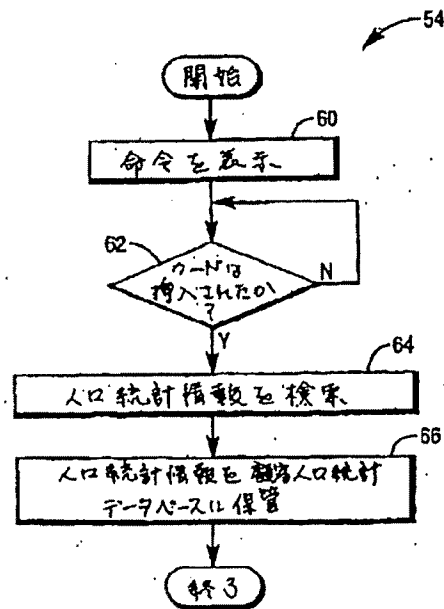 54
開始
60
命令を表示
62
カードは
挿入されたか
?
N
Y
64
人口統計情報を検索
66
人口統計情報を顧客人口統計
データベースに保管
終了